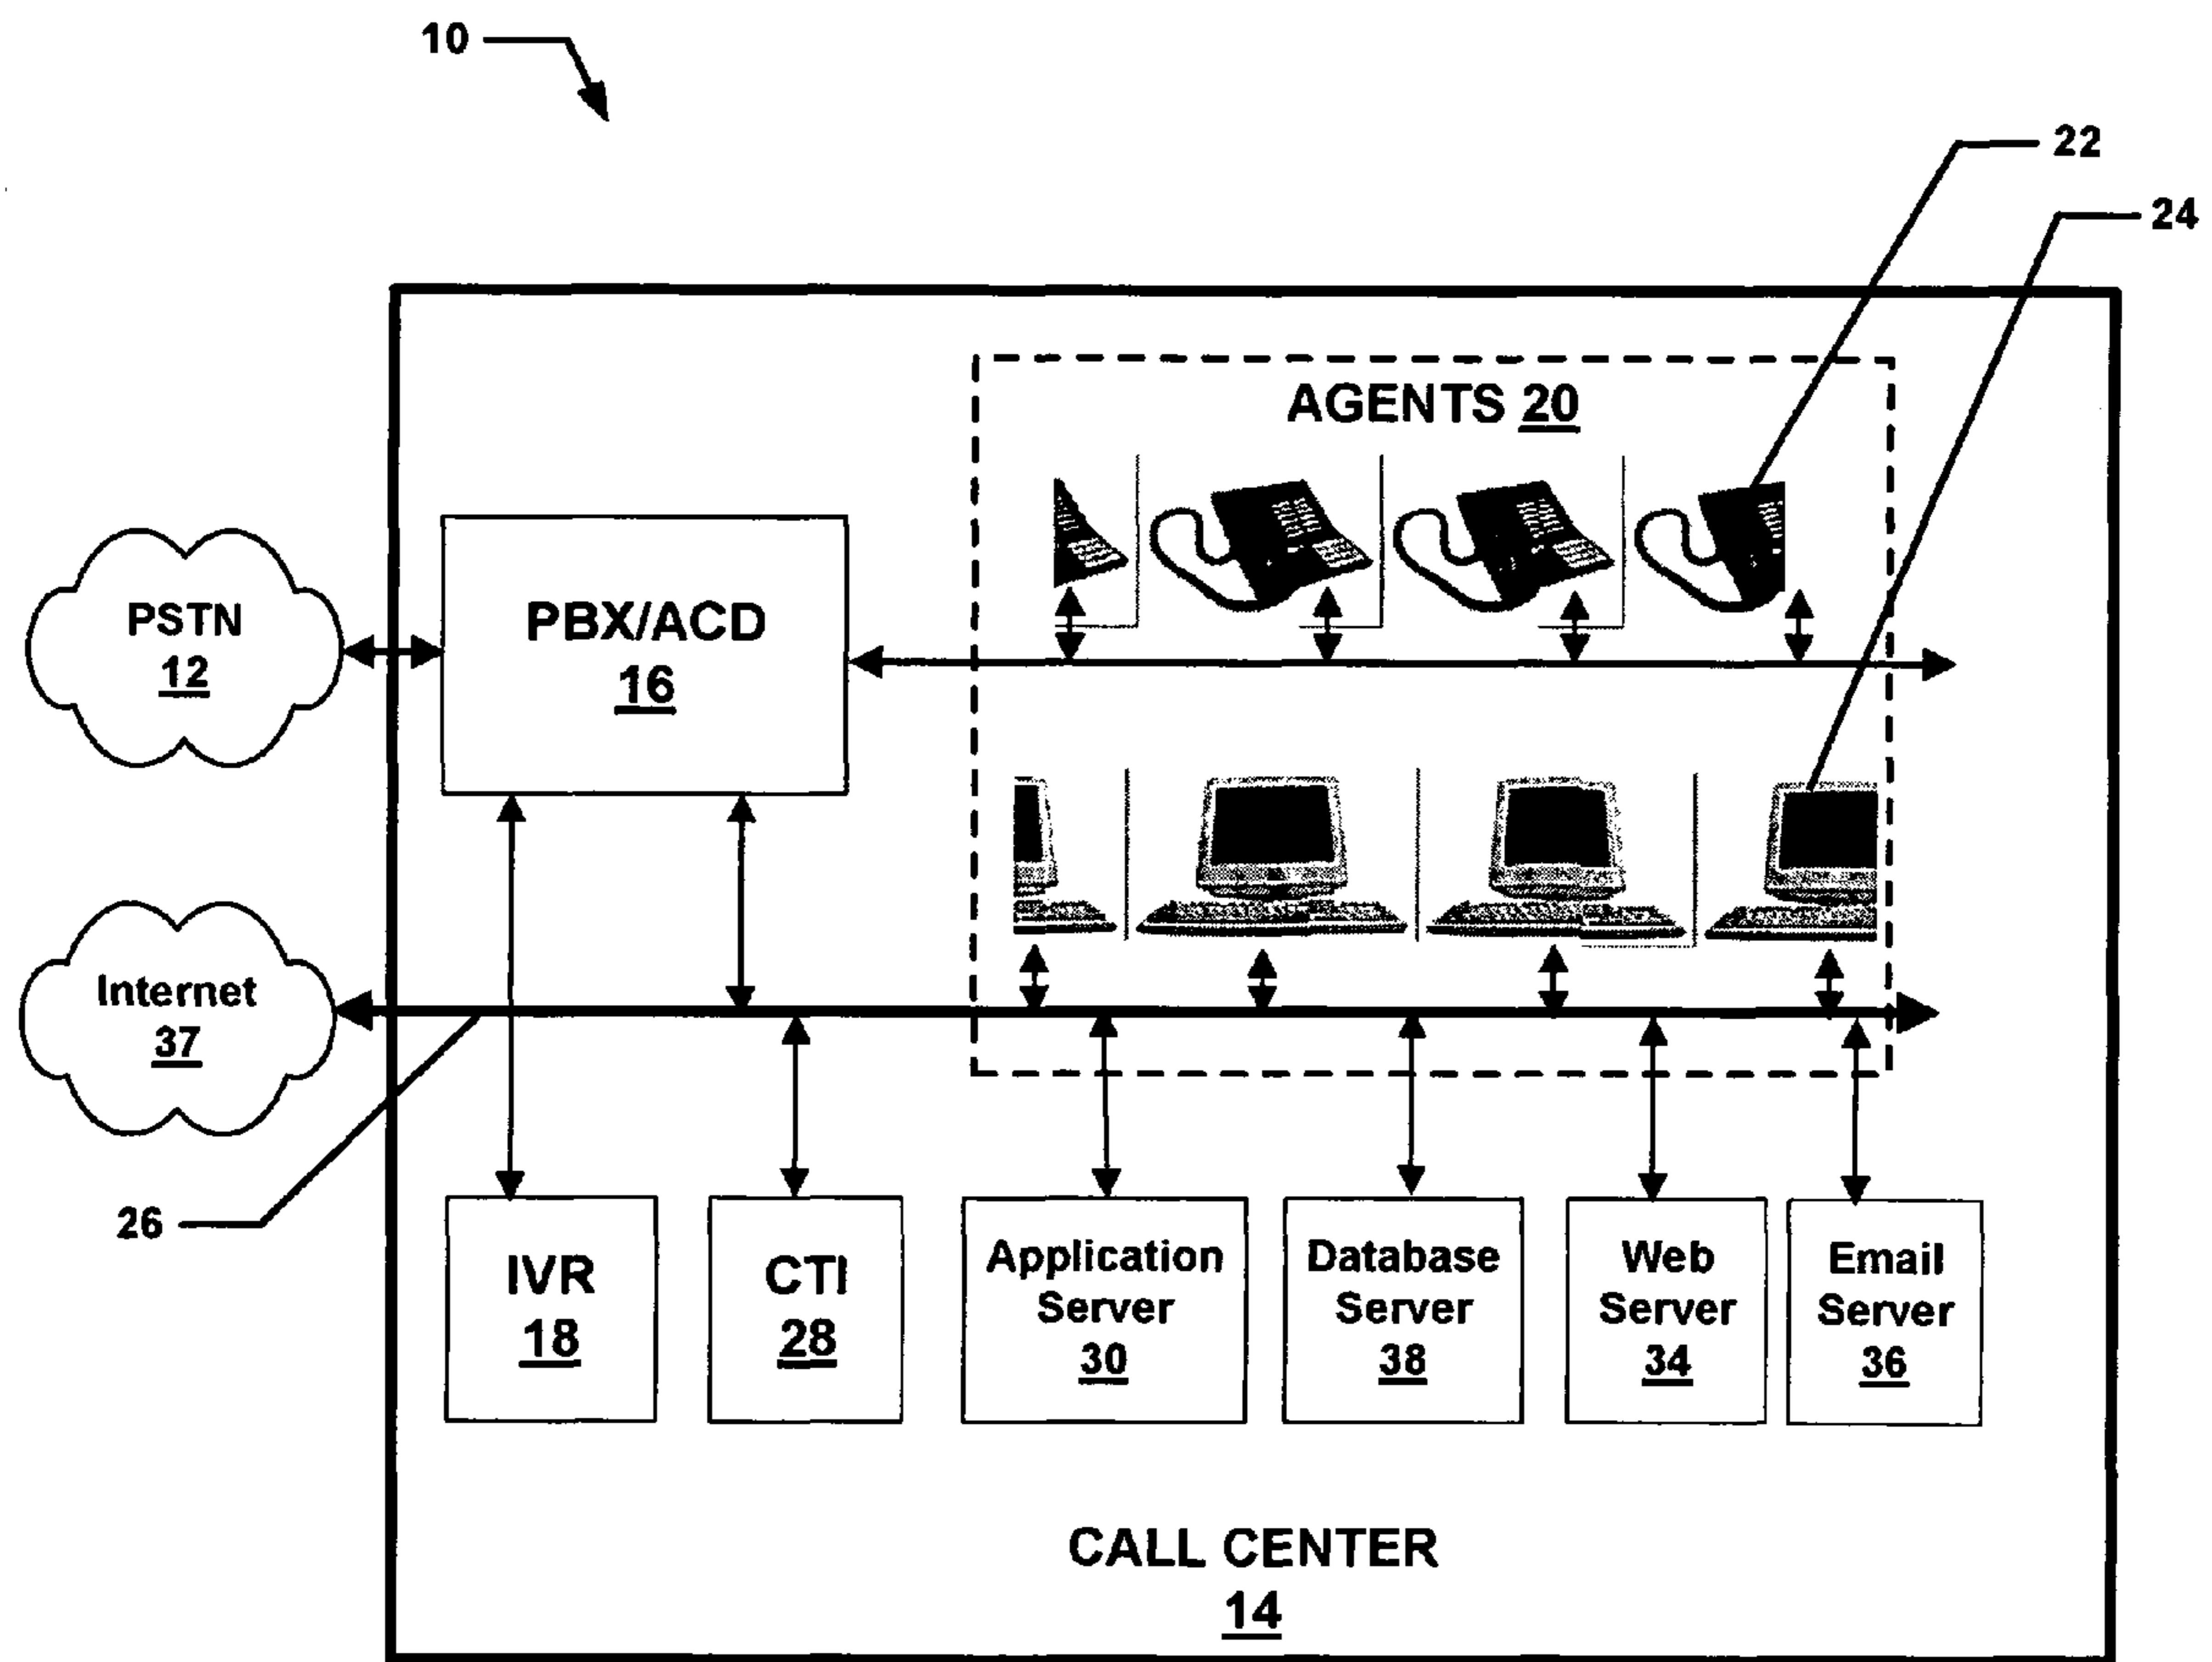 10
22
24
AGENTS 20
PSTN
12
PBX/ACD
16
Internet
37
26
IVR
18
CTI
28
Application
Server
30
Database
Server
38
Web
Server
34
Email
Server
36
CALL CENTER
14